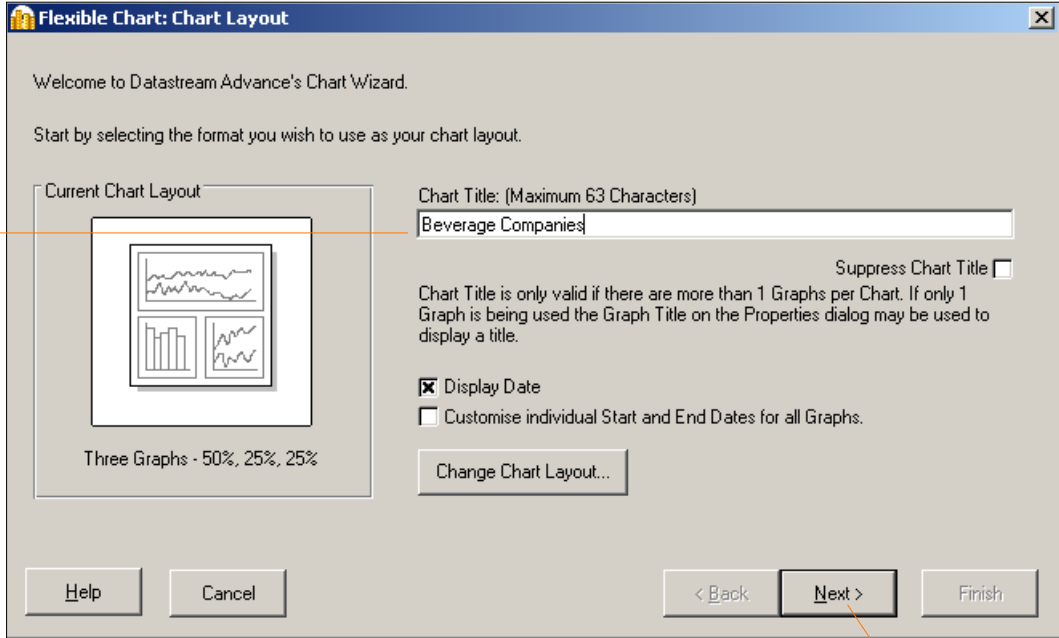 Flexible Chart: Chart Layout
Welcome to Datastream Advance's Chart Wizard.
Start by selecting the format you wish to use as your chart layout.
Current Chart Layout
Three Graphs - 50%, 25%, 25%
Chart Title: (Maximum 63 Characters)
Beverage Companies
Suppress Chart Title
Chart Title is only valid if there are more than 1 Graphs per Chart. If only 1
Graph is being used the Graph Title on the Properties dialog may be used to
display a title.
Display Date
Customise individual Start and End Dates for all Graphs.
Change Chart Layout...
Help
Cancel
< Back
Next >
Finish